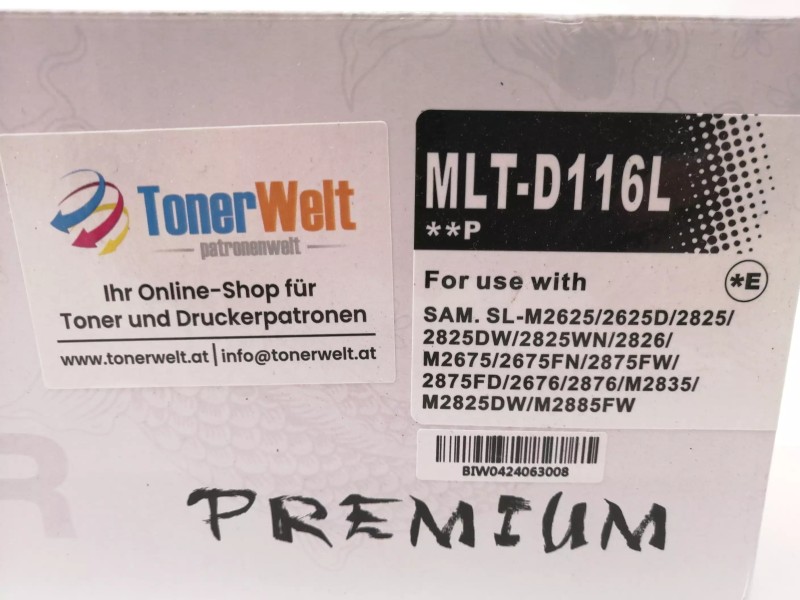 TonerWelt
patronenwelt
Ihr Online-Shop für
Toner und Druckerpatronen
www.tonerwelt.at | info@tonerwelt.at
MLT-D116L
**P
For use with
*E
SAM. SL-M2625/2625D/2825/
2825DW/2825WN/2826/
M2675/2675FN/2875FW/
2875FD/2676/2876/M2835/
M2825DW/M2885FW
BIW0424063008
R
PREMIUM